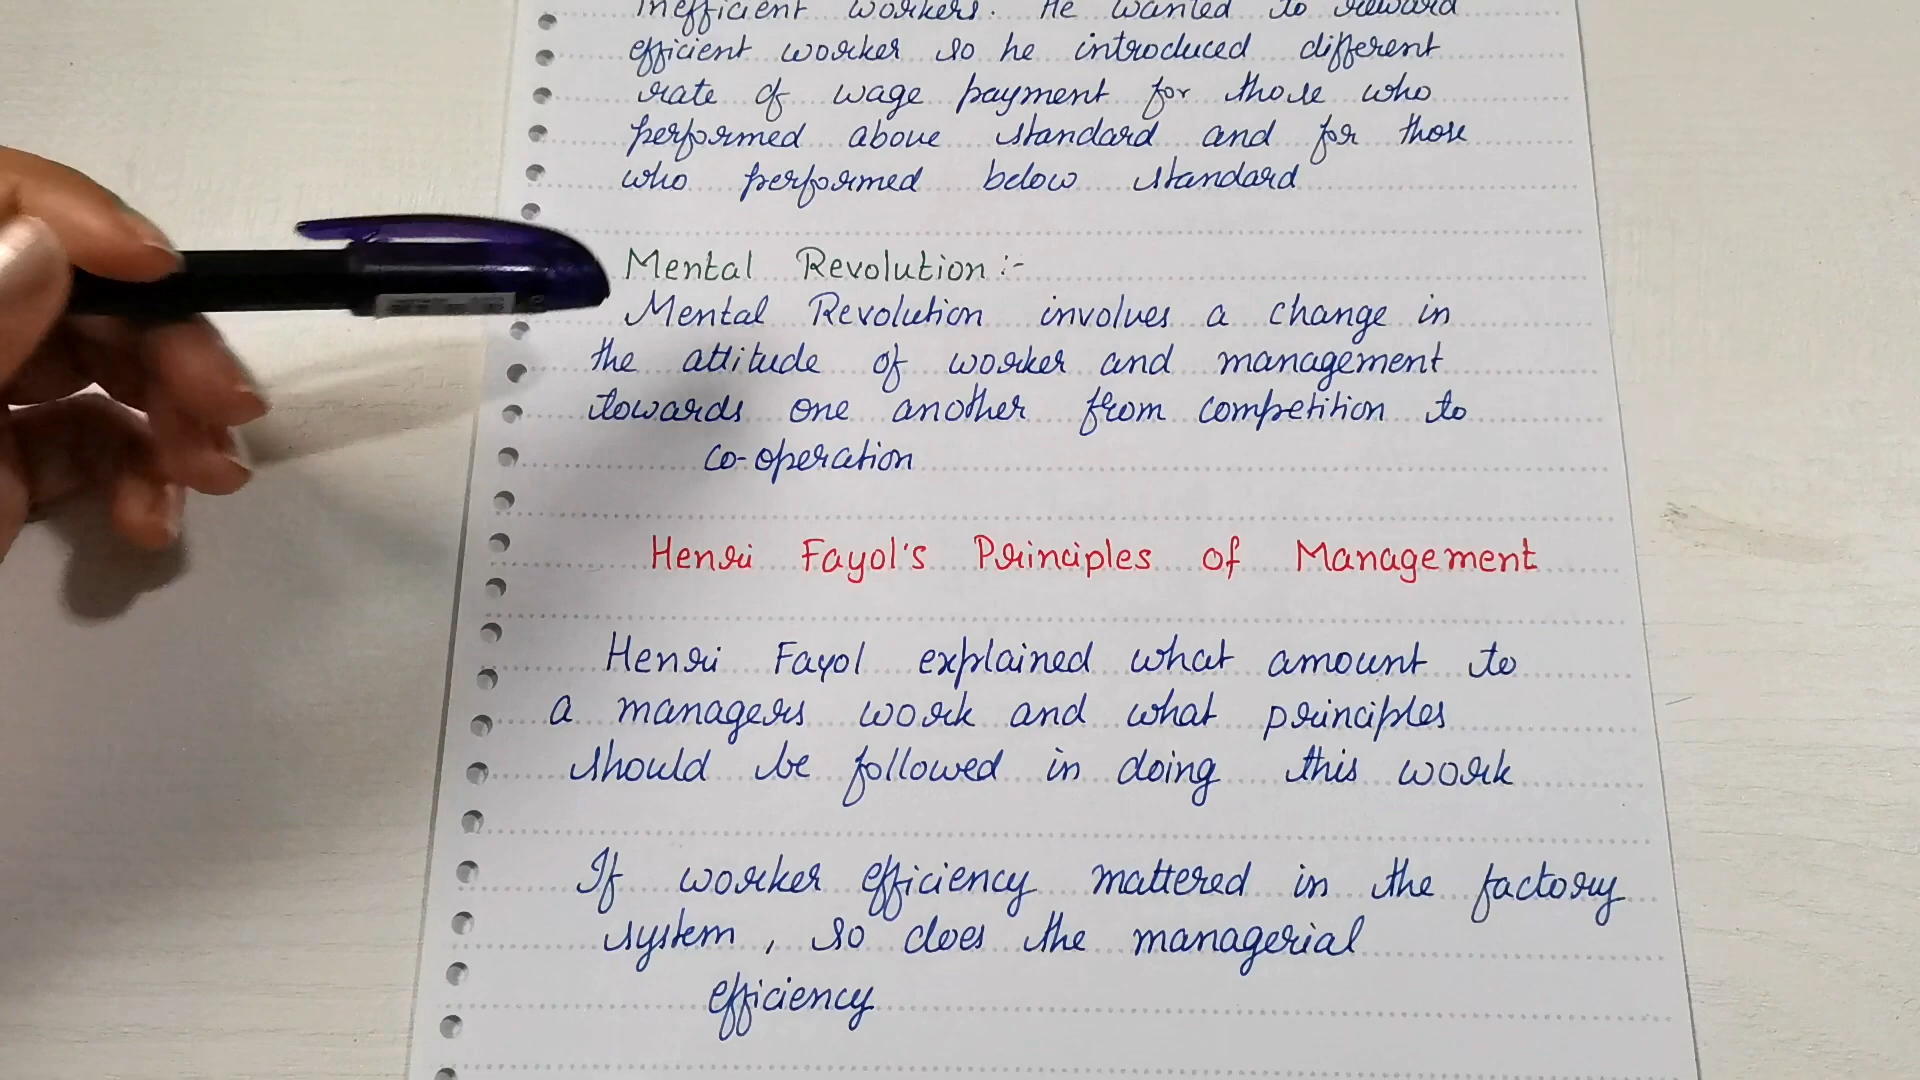 inefficient workers. He wanted to reward
efficient worker so he introduced different
rate of wage payment for those who
performed above standard and for those
who performed below standard
Mental Revolution :-
Mental Revolution involves a change in
the attitude of worker and management
towards one another from competition to
co-operation
Henri Fayol's Principles of Management
Henri Fayol explained what amount to
a managers work and what principles
should be followed in doing this work
If worker efficiency mattered in the factory
system, so does the managerial
efficiency